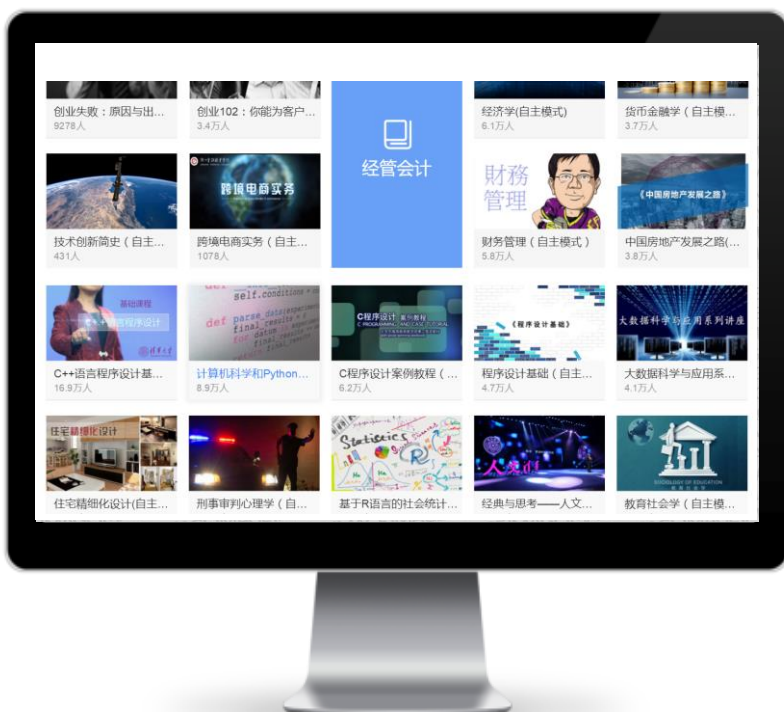 创业失败：原因与出...
9278人
创业102：你能为客户...
3.4万人
经管会计
经济学(自主模式)
6.1万人
货币金融学（自主模...
3.7万人
跨境电商实务
财務
管理
《中国房地产发展之路》
技术创新简史（自主...
431人
跨境电商实务（自主...
1078人
财务管理（自主模式）
5.8万人
中国房地产发展之路(...
3.8万人
基础课程
C++语言程序设计
self.conditions
def parse_data(experiment
final_results =
for datum in experim
C程序设计 案例教程
C PROGRAMMING AND CASE TUTORIAL
《程序设计基础》
大数据科学与应用系列讲座
C++语言程序设计基...
16.9万人
计算机科学和Python...
8.9万人
C程序设计案例教程（...
6.2万人
程序设计基础（自主...
4.7万人
大数据科学与应用系...
4.1万人
住宅精细化设计
Statistics
R
SOCIOLOGY OF EDUCATION
住宅精细化设计(自主...
刑事审判心理学（自...
基于R语言的社会统计...
经典与思考——人文...
教育社会学（自主模...